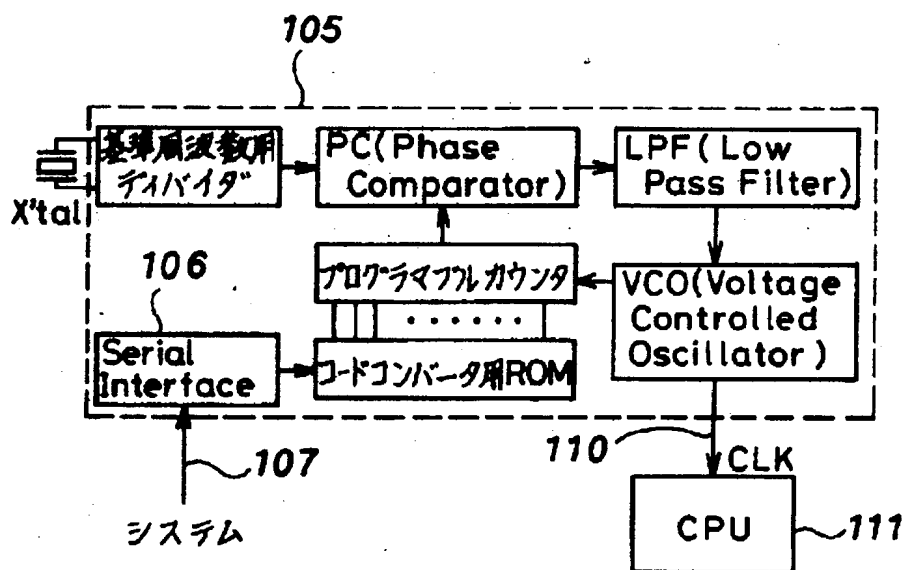 105
基準周波数用
ディバイダ
PC(Phase
Comparator)
LPF(Low
Pass Filter)
X'tal
106
プログラマブルカウンタ
VCO(Voltage
Controlled
Oscillator)
Serial
Interface
コードコンバータ用ROM
107
システム
110
CLK
CPU
111